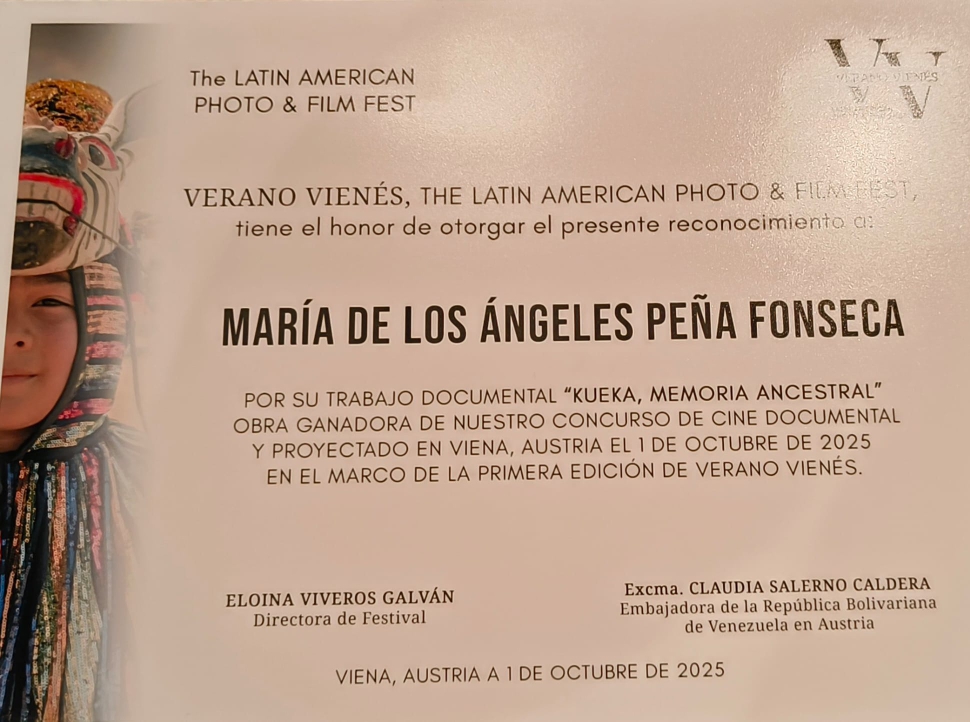 The LATIN AMERICAN
PHOTO & FILM FEST
VERANO VIENÉS
VERANO VIENÉS, THE LATIN AMERICAN PHOTO & FILM FEST,
tiene el honor de otorgar el presente reconocimiento a:
MARÍA DE LOS ÁNGELES PEÑA FONSECA
POR SU TRABAJO DOCUMENTAL “KUEKA, MEMORIA ANCESTRAL”
OBRA GANADORA DE NUESTRO CONCURSO DE CINE DOCUMENTAL
Y PROYECTADO EN VIENA, AUSTRIA EL 1 DE OCTUBRE DE 2025
EN EL MARCO DE LA PRIMERA EDICIÓN DE VERANO VIENÉS.
ELOINA VIVEROS GALVÁN
Directora de Festival
Excma. CLAUDIA SALERNO CALDERA
Embajadora de la República Bolivariana
de Venezuela en Austria
VIENA, AUSTRIA A 1 DE OCTUBRE DE 2025